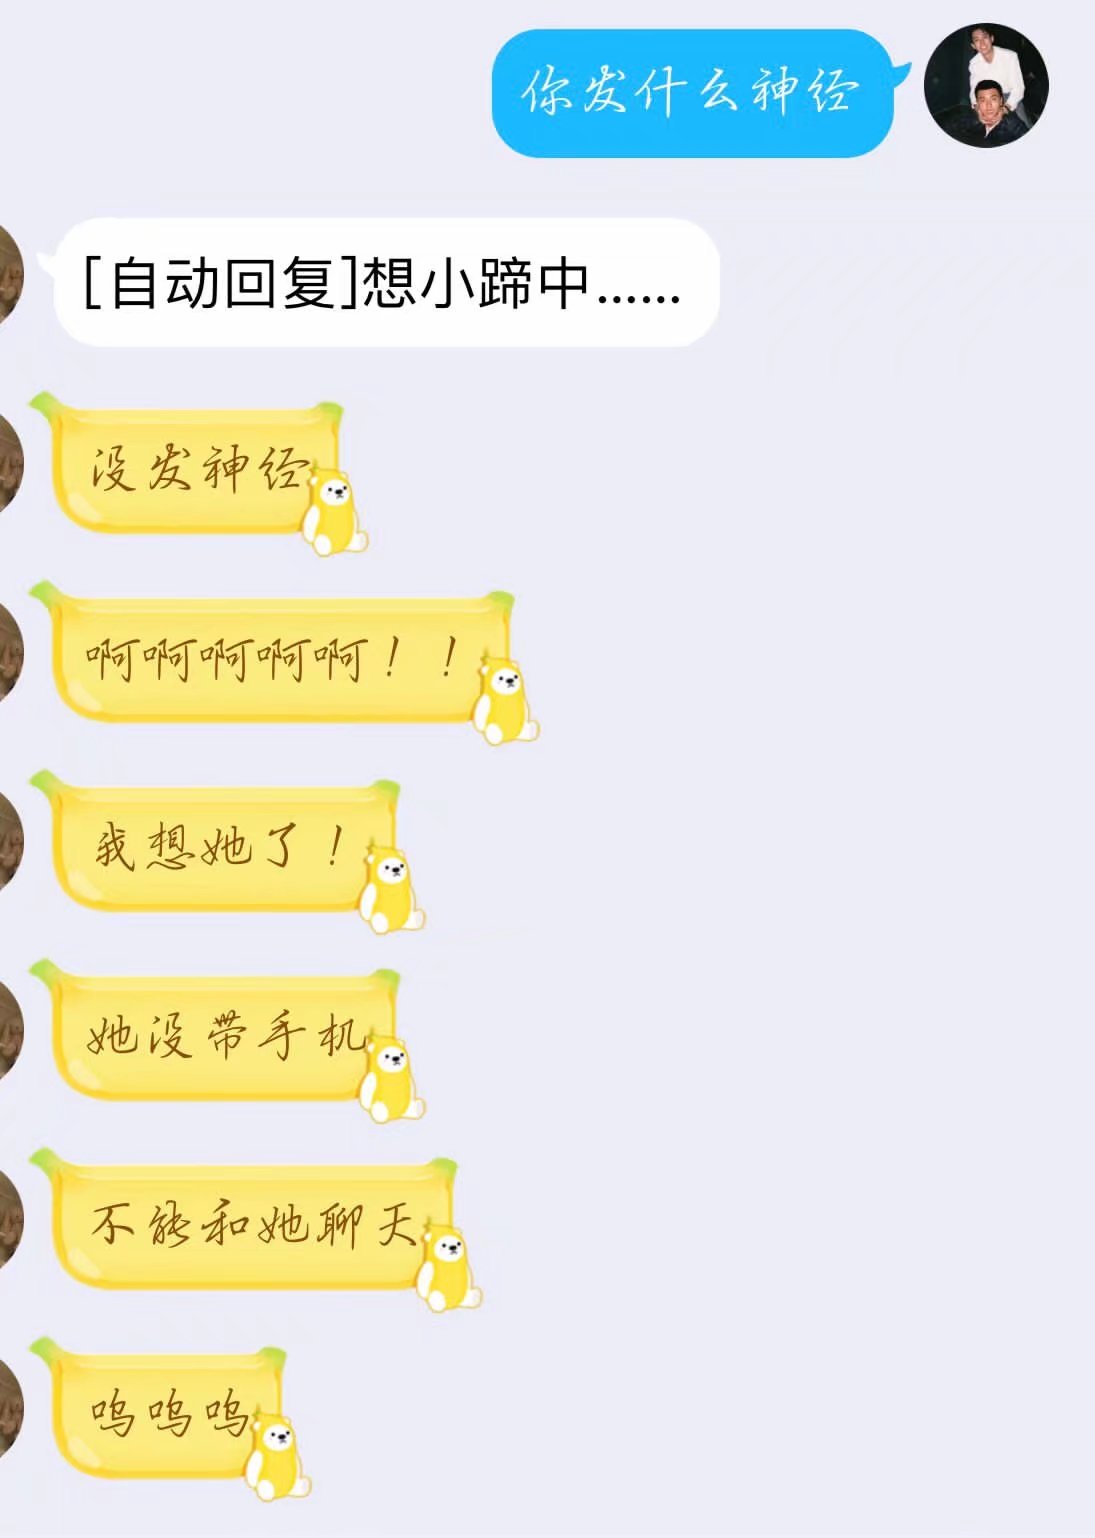 你发什么神经
[自动回复]想小蹄中......
没发神经
啊啊啊啊啊！！
我想她了！
她没带手机
不能和她聊天
呜呜呜